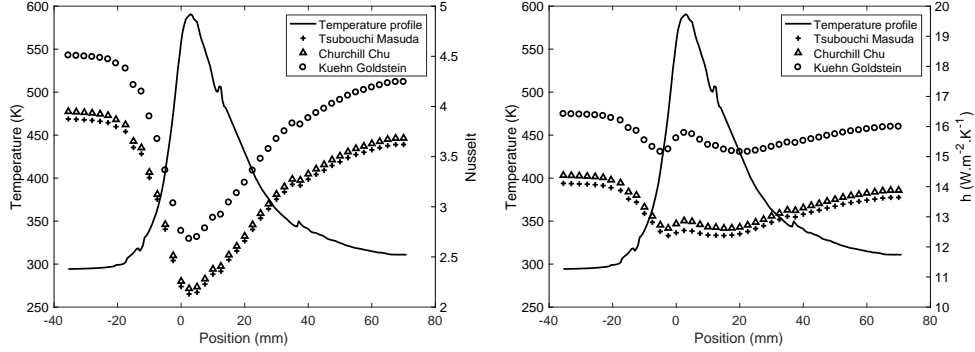 600
550
500
450
400
350
300
250
Temperature (K)
-40 -20 0 20 40 60 80
Position (mm)
5
4.5
4
3.5
3
2.5
2
Nusselt
Temperature profile
Tsubouchi Masuda
Churchill Chu
Kuehn Goldstein
600
550
500
450
400
350
300
250
Temperature (K)
-40 -20 0 20 40 60 80
Position (mm)
20
19
18
17
16
15
14
13
12
11
10
h (W.m-2.K-1)
Temperature profile
Tsubouchi Masuda
Churchill Chu
Kuehn Goldstein